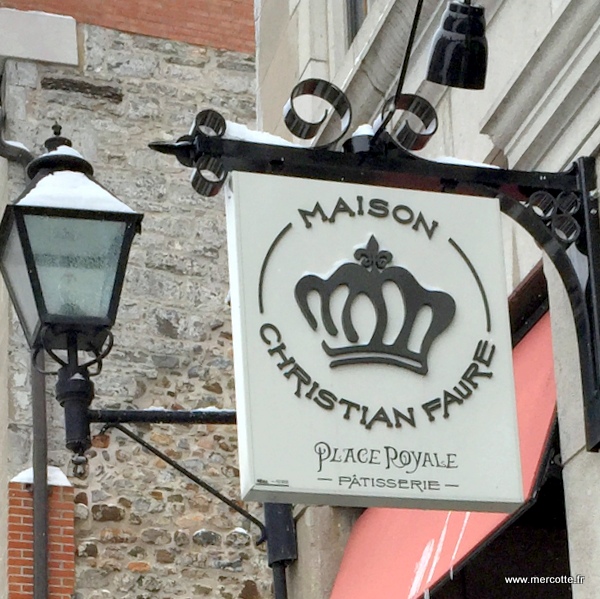 MAISON
CHRISTIAN FAURE
PLACE ROYALE
PÂTISSERIE
www.mercotte.fr